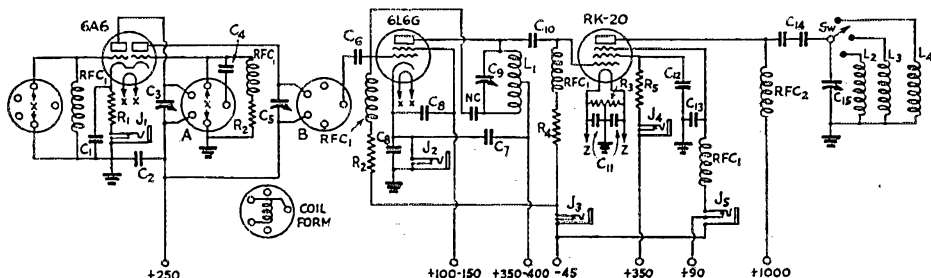 6A6
6L6G
RK-20
C4
C6
C10
C14
Sw
RFC1
C3
RFC1
C9
L1
RFC1
R3
R5
C12
L2
L3
L4
x
x x
x
R1
J1
C5
R2
A
B
x x
C8
NC
C13
RFC2
C15
C1
C2
RFC1
C8
J2
C7
R4
Z
C11
Z
J4
RFC1
R2
COIL
FORM
J3
J5
+250
+100-150
+350-400
-45
+350
+90
+1000